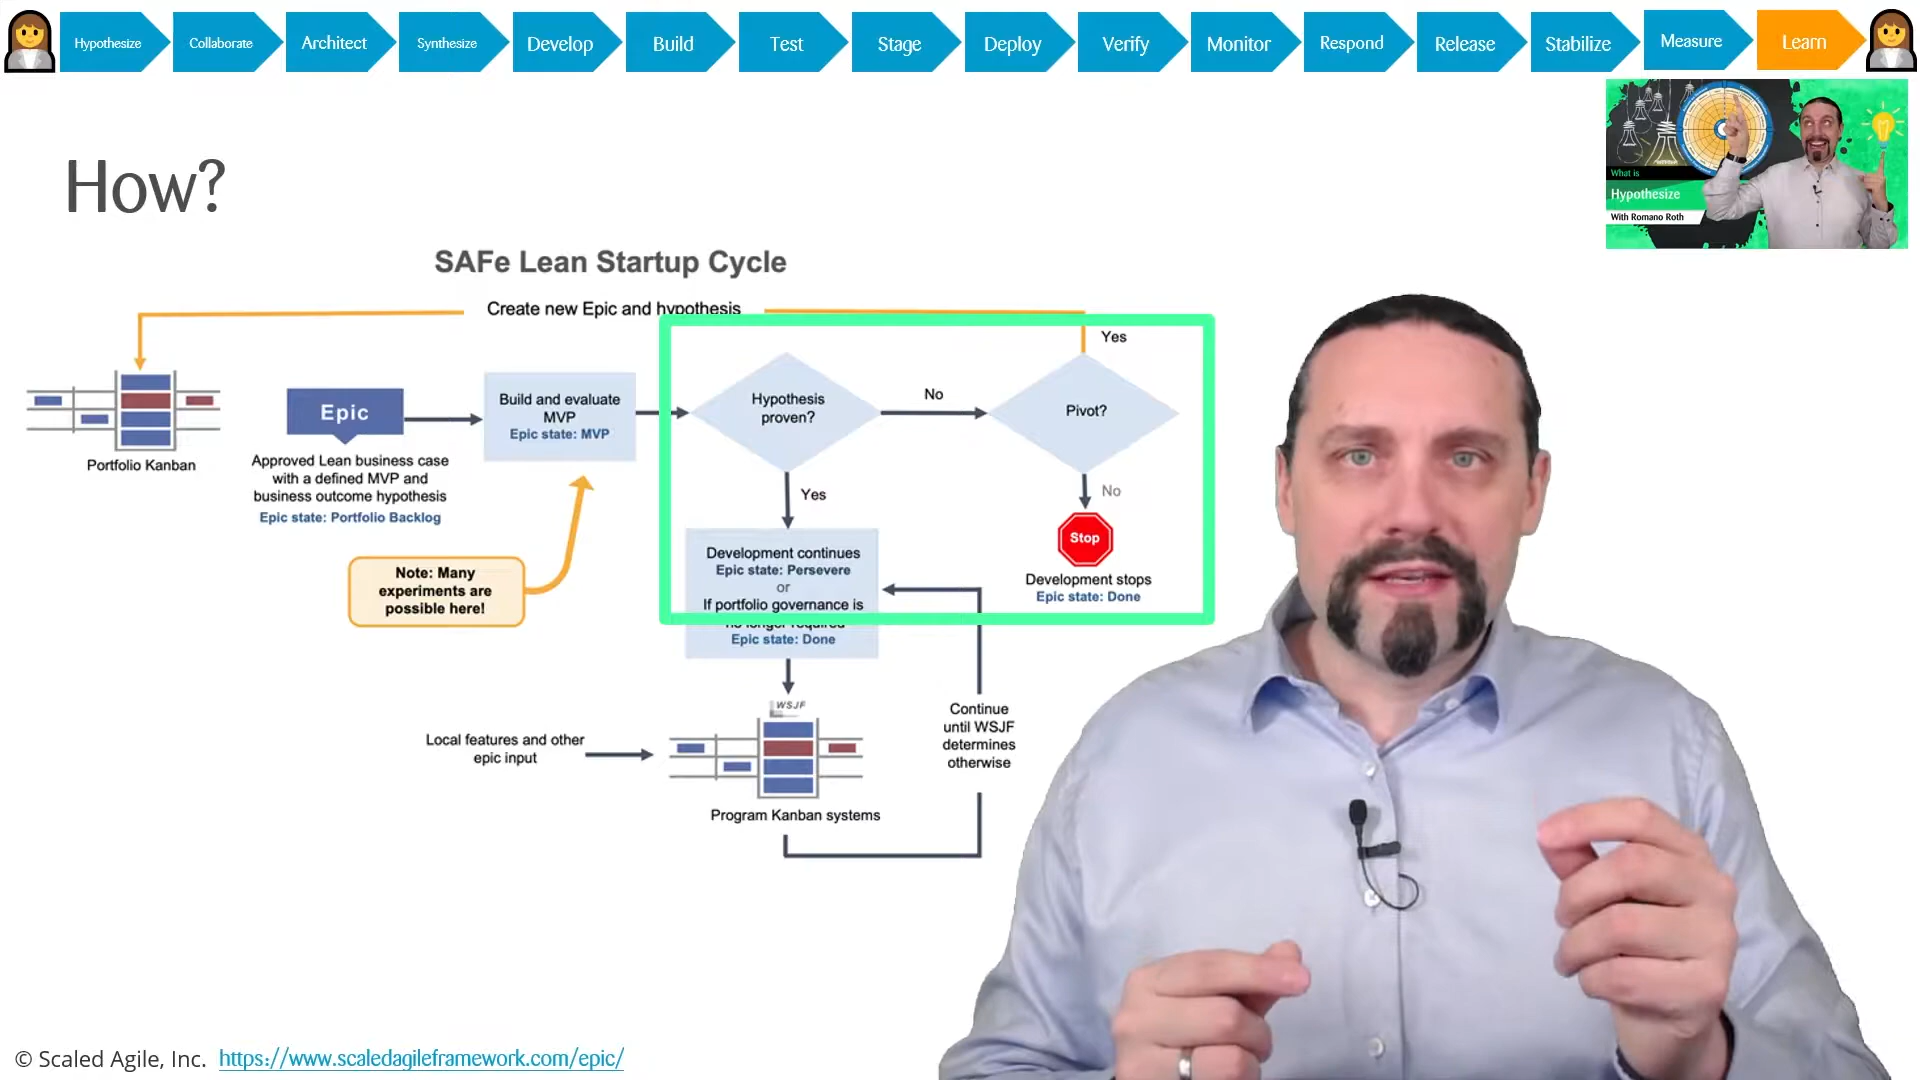 Hypothesize
Collaborate
Architect
Synthesize
Develop
Build
Test
Stage
Deploy
Verify
Monitor
Respond
Release
Stabilize
Measure
Learn
What is
Hypothesize
With Romano Roth
How?
SAFe Lean Startup Cycle
Create new Epic and hypothesis
Yes
Portfolio Kanban
Epic
Approved Lean business case
with a defined MVP and
business outcome hypothesis
Epic state: Portfolio Backlog
Build and evaluate
MVP
Epic state: MVP
Note: Many
experiments are
possible here!
Hypothesis
proven?
No
Pivot?
Yes
No
Stop
Development stops
Epic state: Done
Development continues
Epic state: Persevere
or
If portfolio governance is
no longer required
Epic state: Done
WSJF
Local features and other
epic input
Program Kanban systems
Continue
until WSJF
determines
otherwise
© Scaled Agile, Inc. https://www.scaledagileframework.com/epic/